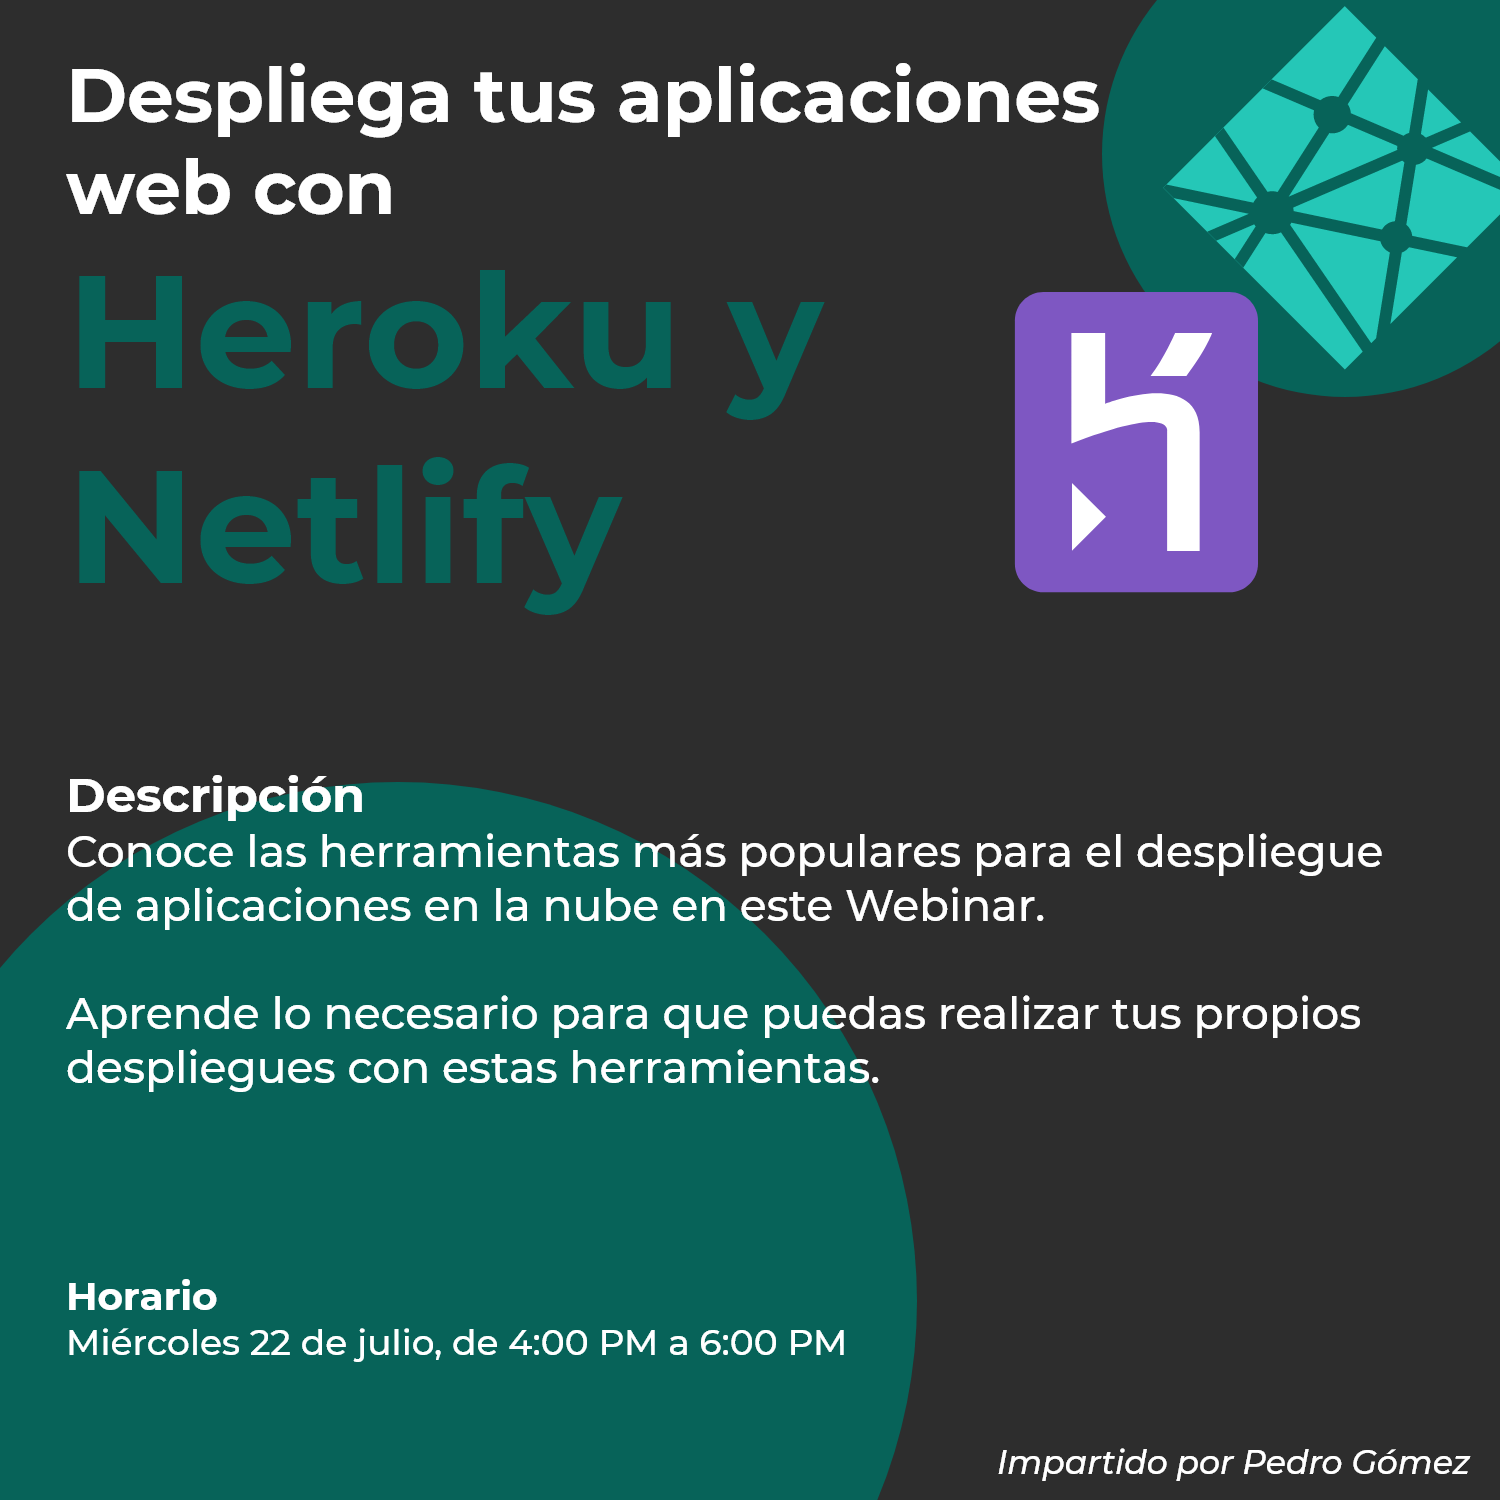 Despliega tus aplicaciones
web con
Heroku y
Netlify
Descripción
Conoce las herramientas más populares para el despliegue
de aplicaciones en la nube en este Webinar.
Aprende lo necesario para que puedas realizar tus propios
despliegues con estas herramientas.
Horario
Miércoles 22 de julio, de 4:00 PM a 6:00 PM
Impartido por Pedro Gómez